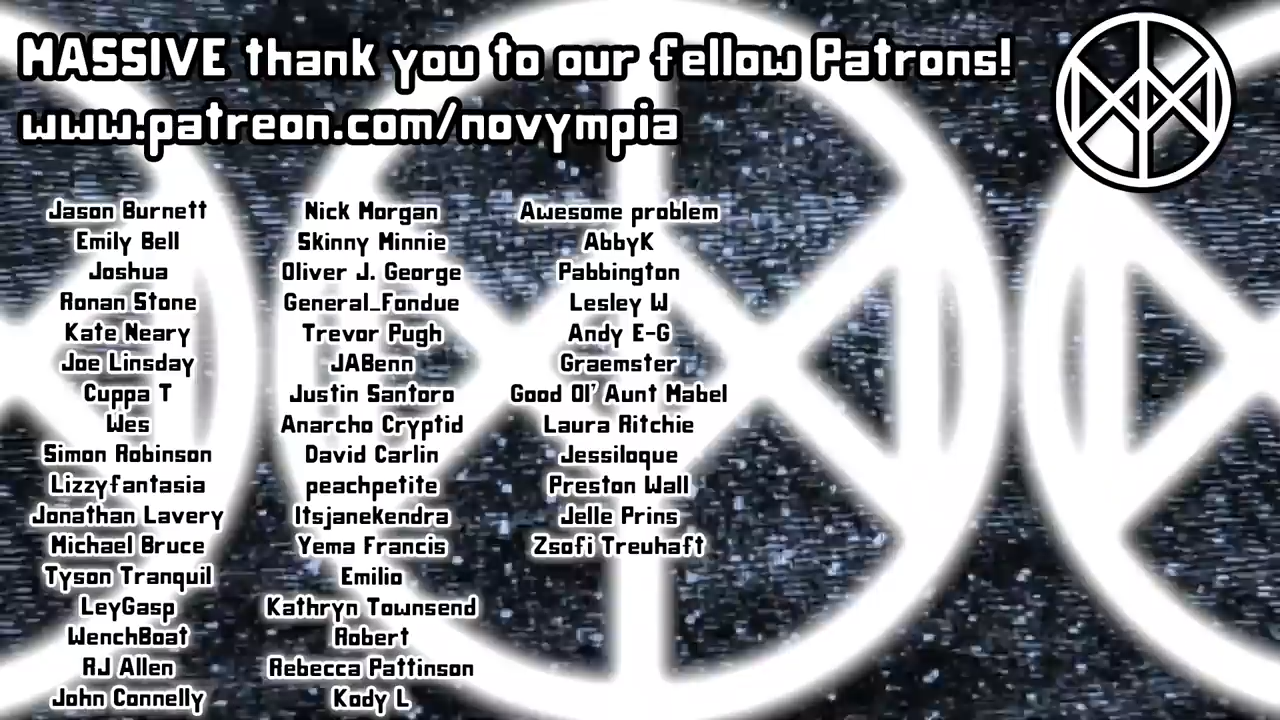 MASSIVE thank you to our fellow Patrons!
www.patreon.com/novympia
Jason Burnett
Emily Bell
Joshua
Ronan Stone
Kate Neary
Joe Linsday
Cuppa T
Wes
Simon Robinson
Lizzyfantasia
Jonathan Lavery
Michael Bruce
Tyson Tranquil
LeyGasp
WenchBoat
RJ Allen
John Connelly
Nick Morgan
Skinny Minnie
Oliver J. George
General_Fondue
Trevor Pugh
JABenn
Justin Santoro
Anarcho Cryptid
David Carlin
peachpetite
ItsjaneKendra
Yema Francis
Emilio
Kathryn Townsend
Robert
Rebecca Pattinson
Kody L
Awesome problem
AbbyK
Pabbington
Lesley W
Andy E-G
Graemster
Good Ol' Aunt Mabel
Laura Ritchie
Jessiloque
Preston Wall
Jelle Prins
Zsofi Treuhaft